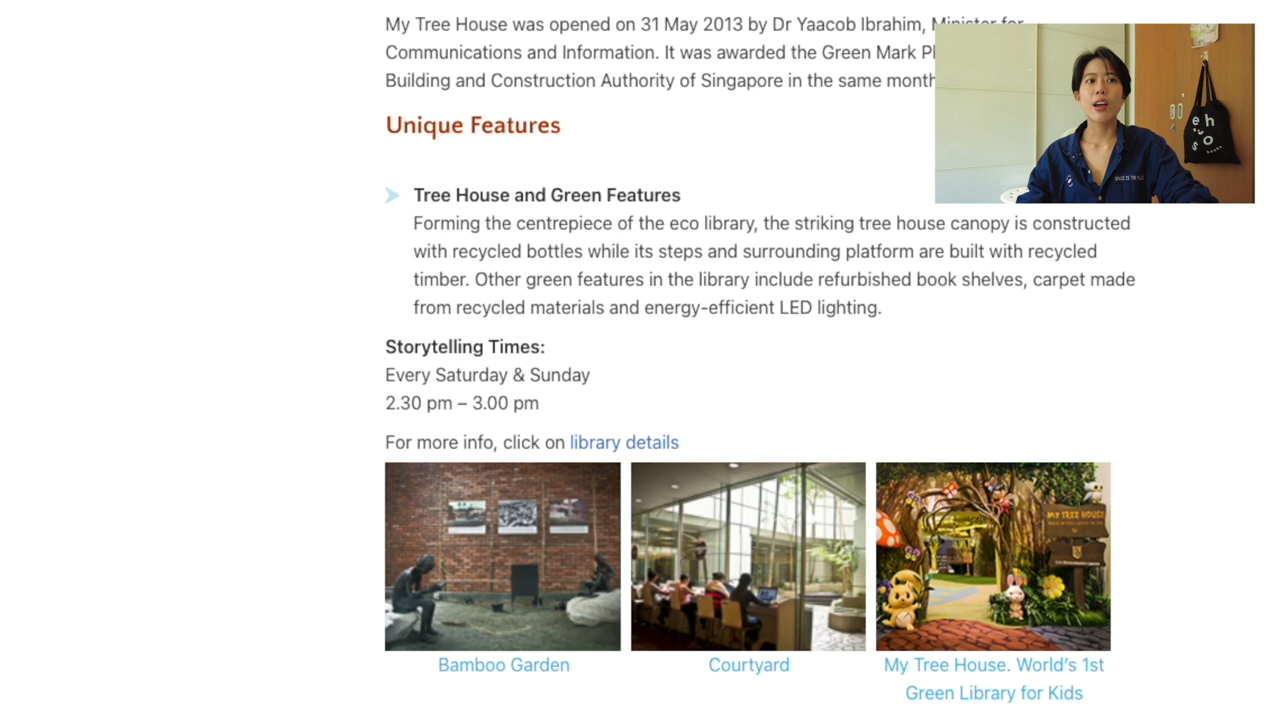 My Tree House was opened on 31 May 2013 by Dr Yaacob Ibrahim, Minister for
Communications and Information. It was awarded the Green Mark
Building and Construction Authority of Singapore in the same month
Unique Features
Tree House and Green Features
Forming the centrepiece of the eco library, the striking tree house canopy is constructed
with recycled bottles while its steps and surrounding platform are built with recycled
timber. Other green features in the library include refurbished book shelves, carpet made
from recycled materials and energy-efficient LED lighting.
Storytelling Times:
Every Saturday & Sunday
2.30 pm – 3.00 pm
For more info, click on library details
MY TREE HOUSE
Bamboo Garden
Courtyard
My Tree House. World's 1st
Green Library for Kids